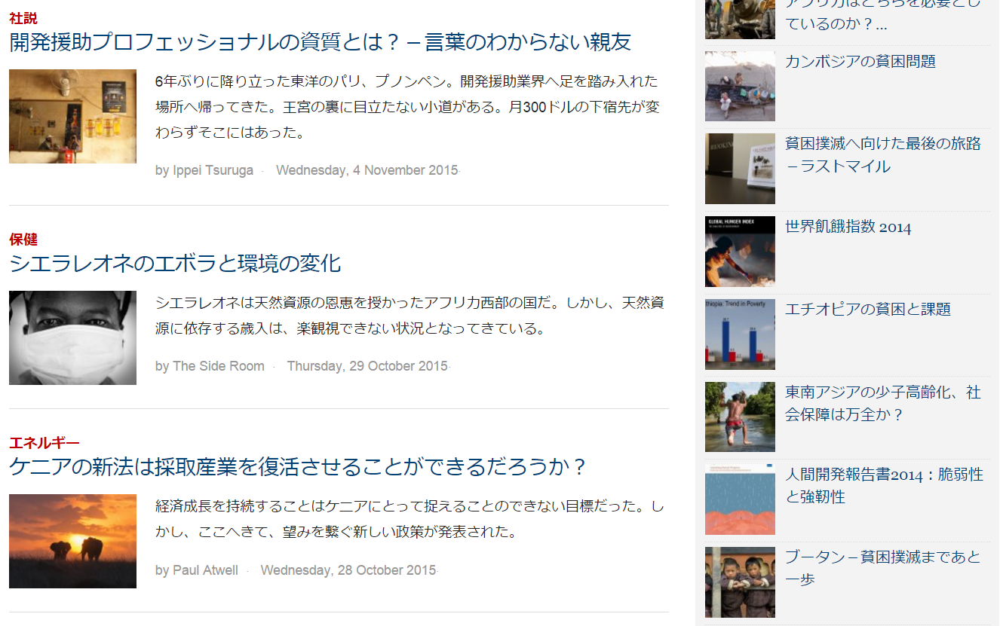 社説
開発援助プロフェッショナルの資質とは？－言葉のわからない親友
6年ぶりに降り立った東洋のパリ、プノンペン。開発援助業界へ足を踏み入れた
場所へ帰ってきた。王宮の裏に目立たない小道がある。月300ドルの下宿先が変
わらずそこにはあった。
by Ippei Tsuruga · Wednesday, 4 November 2015·
保健
シエラレオネのエボラと環境の変化
シエラレオネは天然資源の恩恵を授かったアフリカ西部の国だ。しかし、天然資
源に依存する歳入は、楽観視できない状況となってきている。
by The Side Room · Thursday, 29 October 2015·
エネルギー
ケニアの新法は採取産業を復活させることができるだろうか？
経済成長を持続することはケニアにとって捉えることのできない目標だった。し
かし、ここへきて、望みを繋ぐ新しい政策が発表された。
by Paul Atwell · Wednesday, 28 October 2015·
アフリカはどちらを必要とし
ているのか？...
カンボジアの貧困問題
貧困撲滅へ向けた最後の旅路
－ラストマイル
世界飢餓指数 2014
GLOBAL HUNGER INDEX
エチオピアの貧困と課題
thiopia: Trend in Poverty
東南アジアの少子高齢化、社
会保障は万全か？
人間開発報告書2014：脆弱性
と強靭性
ブータン－貧困撲滅まであと
一歩